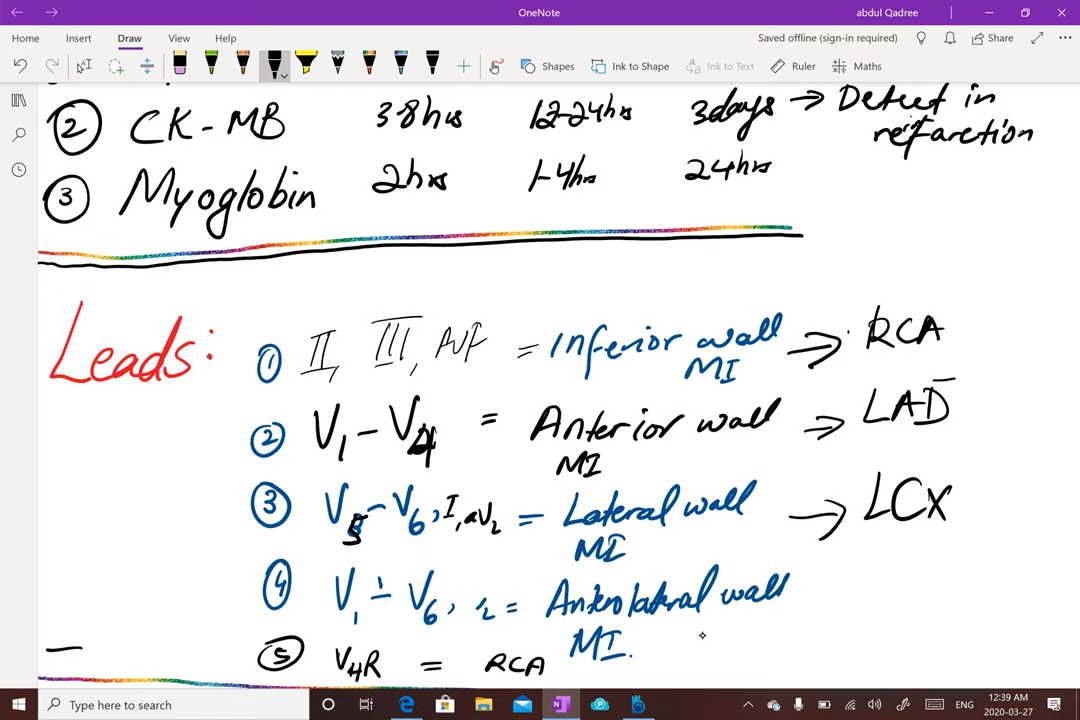 OneNote
abdul Qadree
Home Insert Draw View Help
Saved offline (sign-in required)
Share
Shapes
Ink to Shape
Ink to Text
Ruler
Maths
② CK-MB 3-8hrs 12-24hrs 3days → Detect in
reifarction
③ Myoglobin 2hrs 1-4hrs 24hrs
Leads:
① II, III, AVF = Inferior wall → RCA
MI
② V1 - V4 = Anterior wall → LAD
MI
③ V5 - V6, I, aV2 = Lateral wall → LCX
MI
④ V1 - V6, = Anterolateral wall
MI.
⑤ V4R = RCA
Type here to search
ENG
12:39 AM
2020-03-27